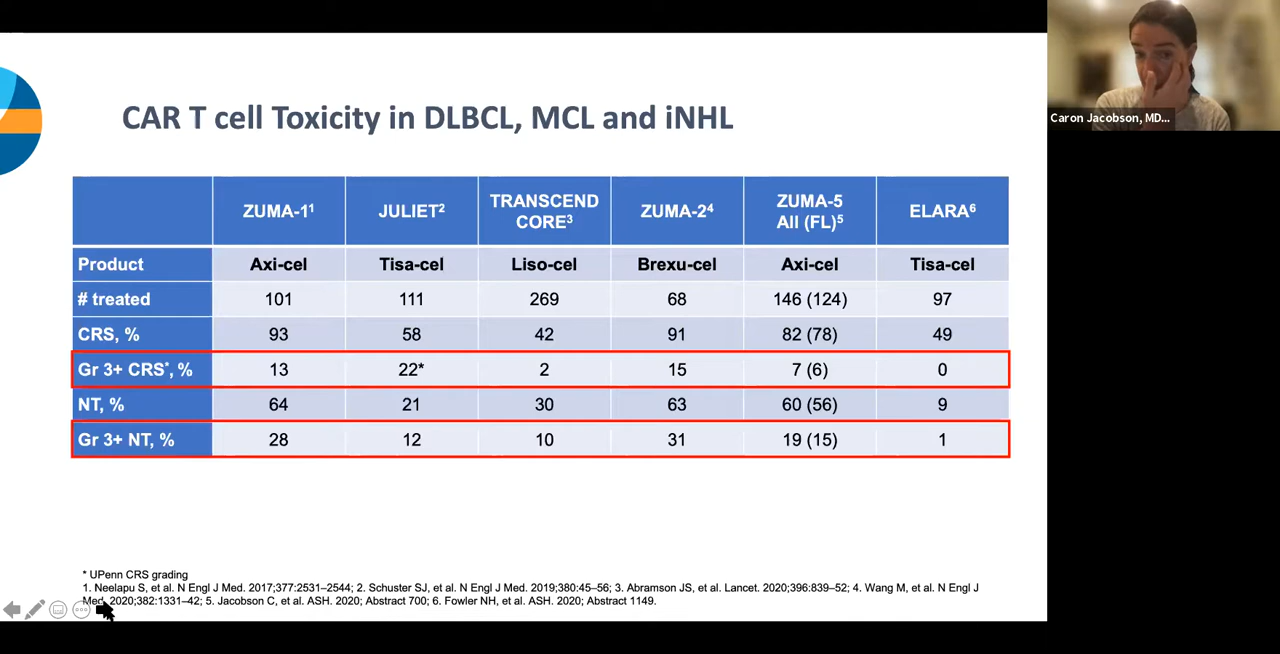 CAR T cell Toxicity in DLBCL, MCL and iNHL
Caron Jacobson, MD...
ZUMA-1¹ JULIET² TRANSCEND CORE³ ZUMA-2⁴ ZUMA-5 All (FL)⁵ ELARA⁶
Product Axi-cel Tisa-cel Liso-cel Brexu-cel Axi-cel Tisa-cel
# treated 101 111 269 68 146 (124) 97
CRS, % 93 58 42 91 82 (78) 49
Gr 3+ CRS*, % 13 22* 2 15 7 (6) 0
NT, % 64 21 30 63 60 (56) 9
Gr 3+ NT, % 28 12 10 31 19 (15) 1
* UPenn CRS grading
1. Neelapu S, et al. N Engl J Med. 2017;377:2531–2544; 2. Schuster SJ, et al. N Engl J Med. 2019;380:45–56; 3. Abramson JS, et al. Lancet. 2020;396:839–52; 4. Wang M, et al. N Engl J
Med. 2020;382:1331–42; 5. Jacobson C, et al. ASH. 2020; Abstract 700; 6. Fowler NH, et al. ASH. 2020; Abstract 1149.